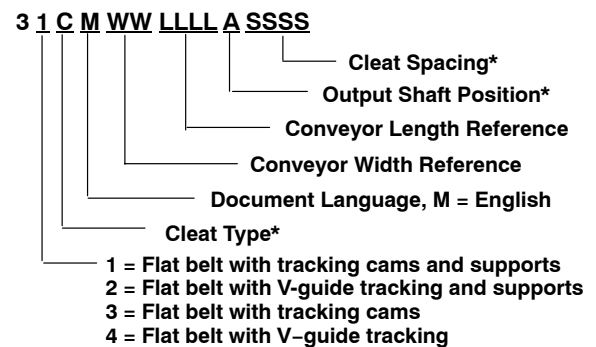 3 1 C M WW LLLL A SSSS
Cleat Spacing*
Output Shaft Position*
Conveyor Length Reference
Conveyor Width Reference
Document Language, M = English
Cleat Type*
1 = Flat belt with tracking cams and supports
2 = Flat belt with V-guide tracking and supports
3 = Flat belt with tracking cams
4 = Flat belt with V−guide tracking